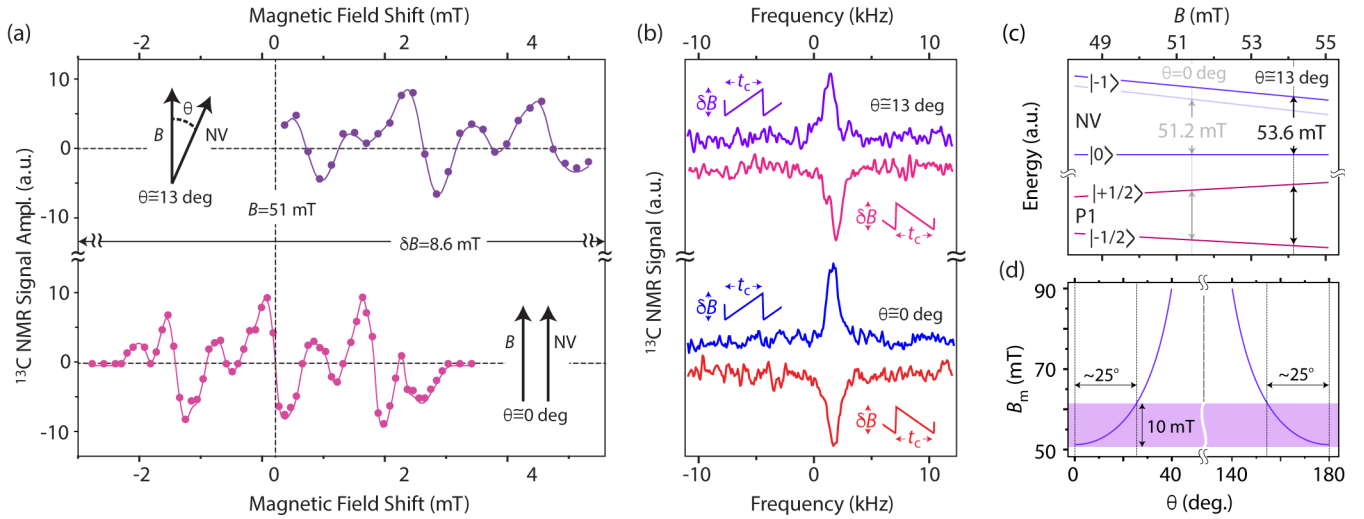 (a)
Magnetic Field Shift (mT)
-2
0
2
4
¹³C NMR Signal Ampl. (a.u.)
10
0
-10
B
θ
NV
θ≅13 deg
B=51 mT
δB=8.6 mT
10
0
-10
B
NV
θ≅0 deg
-2
0
2
4
Magnetic Field Shift (mT)
(b)
Frequency (kHz)
-10
0
10
¹³C NMR Signal (a.u.)
δB
tc
θ≅13 deg
δB
tc
δB
tc
θ≅0 deg
δB
tc
-10
0
10
Frequency (kHz)
(c)
B (mT)
49
51
53
55
Energy (a.u.)
|-1⟩
θ=0 deg
θ≅13 deg
NV
51.2 mT
53.6 mT
|0⟩
|+1/2⟩
P1
|-1/2⟩
(d)
Bm (mT)
90
70
50
~25°
~25°
10 mT
0
40
140
180
θ (deg.)